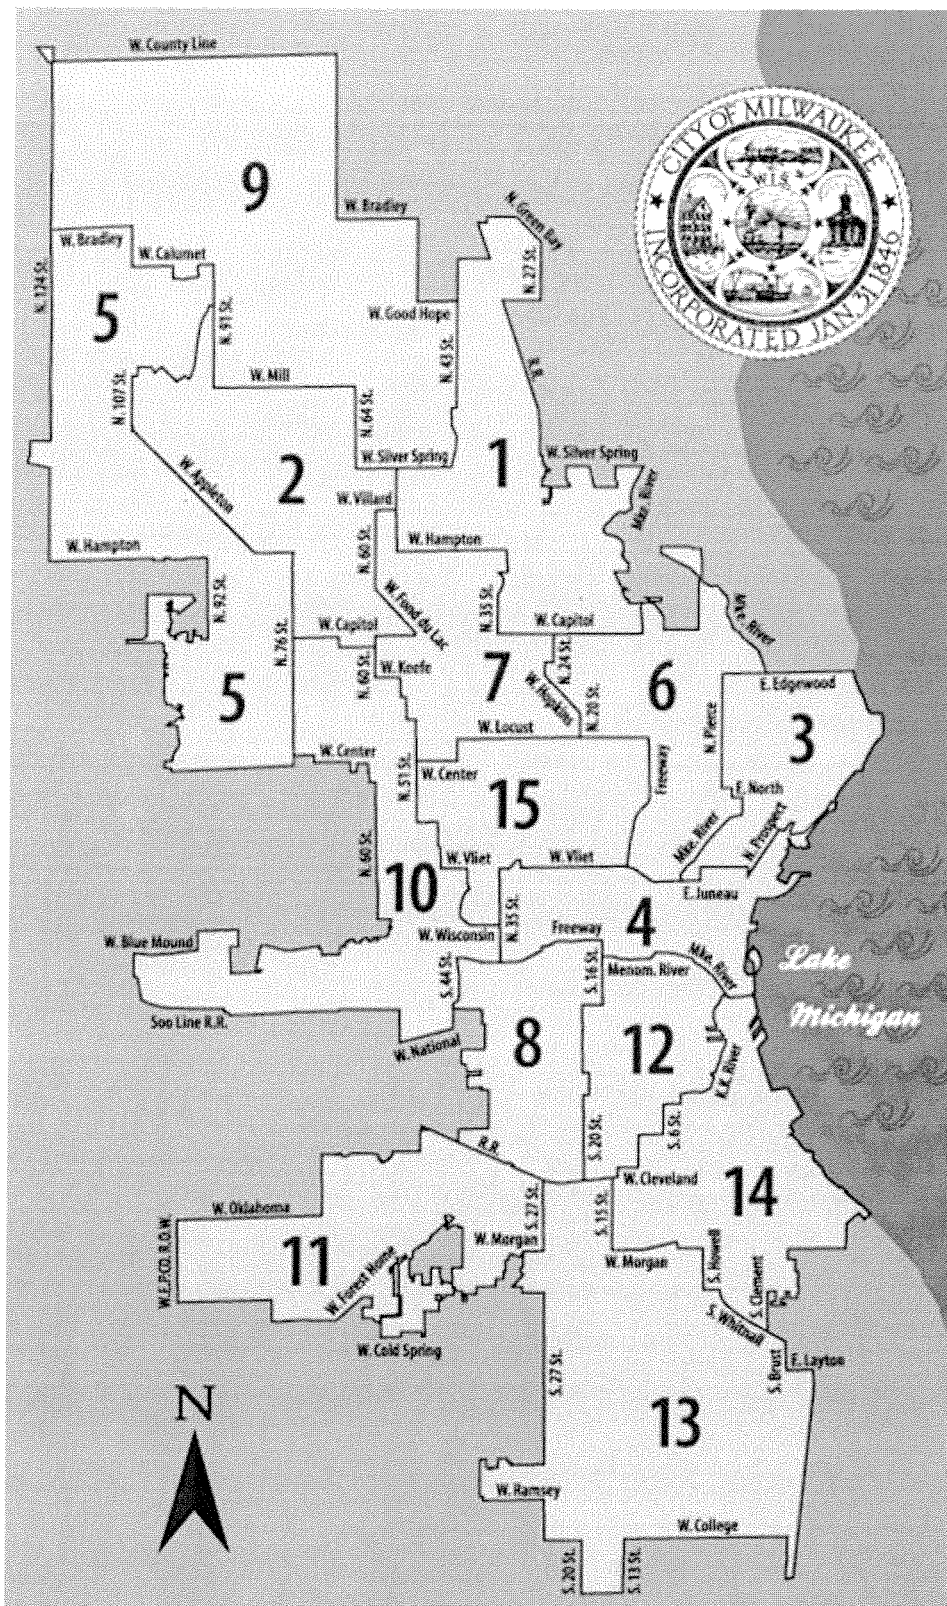 W. County Line
CITY OF MILWAUKEE
WIS.
INCORPORATED JAN. 31 1846
9
W. Bradley
N. Green Bay
W. Bradley
W. Calumet
N. 27 St.
N. 124 St.
5
N. 91 St.
W. Good Hope
N. 43 St.
R.R.
W. Mill
N. 107 St.
N. 64 St.
W. Silver Spring
1
W. Silver Spring
W. Appleton
2
Mke. River
W. Villard
W. Hampton
N. 60 St.
W. Hampton
N. 92 St.
W. Fond du Lac
N. 35 St.
Mke. River
N. 76 St.
W. Capitol
W. Capitol
N. 60 St.
W. Keefe
7
N. 24 St.
W. Hopkins
N. 20 St.
6
E. Edgewood
5
N. Pierce
3
W. Locust
W. Center
N. 51 St.
W. Center
Freeway
15
E. North
Mke. River
N. Prospect
N. 60 St.
10
W. Vliet
W. Vliet
E. Juneau
N. 35 St.
W. Blue Mound
W. Wisconsin
Freeway
4
Mke. River
Lake
Michigan
S. 44 St.
S. 16 St.
Menom. River
Soo Line R.R.
W. National
8
12
K.K. River
S. 20 St.
S. 6 St.
R.R.
W. Cleveland
14
W. Oklahoma
S. 27 St.
S. 15 St.
W.E.P.CO. R.O.W.
11
W. Forest Home
W. Morgan
W. Morgan
S. Howell
S. Clement
S. Whitnall
W. Cold Spring
S. 27 St.
S. Brust
E. Layton
N
13
W. Ramsey
W. College
S. 20 St.
S. 13 St.